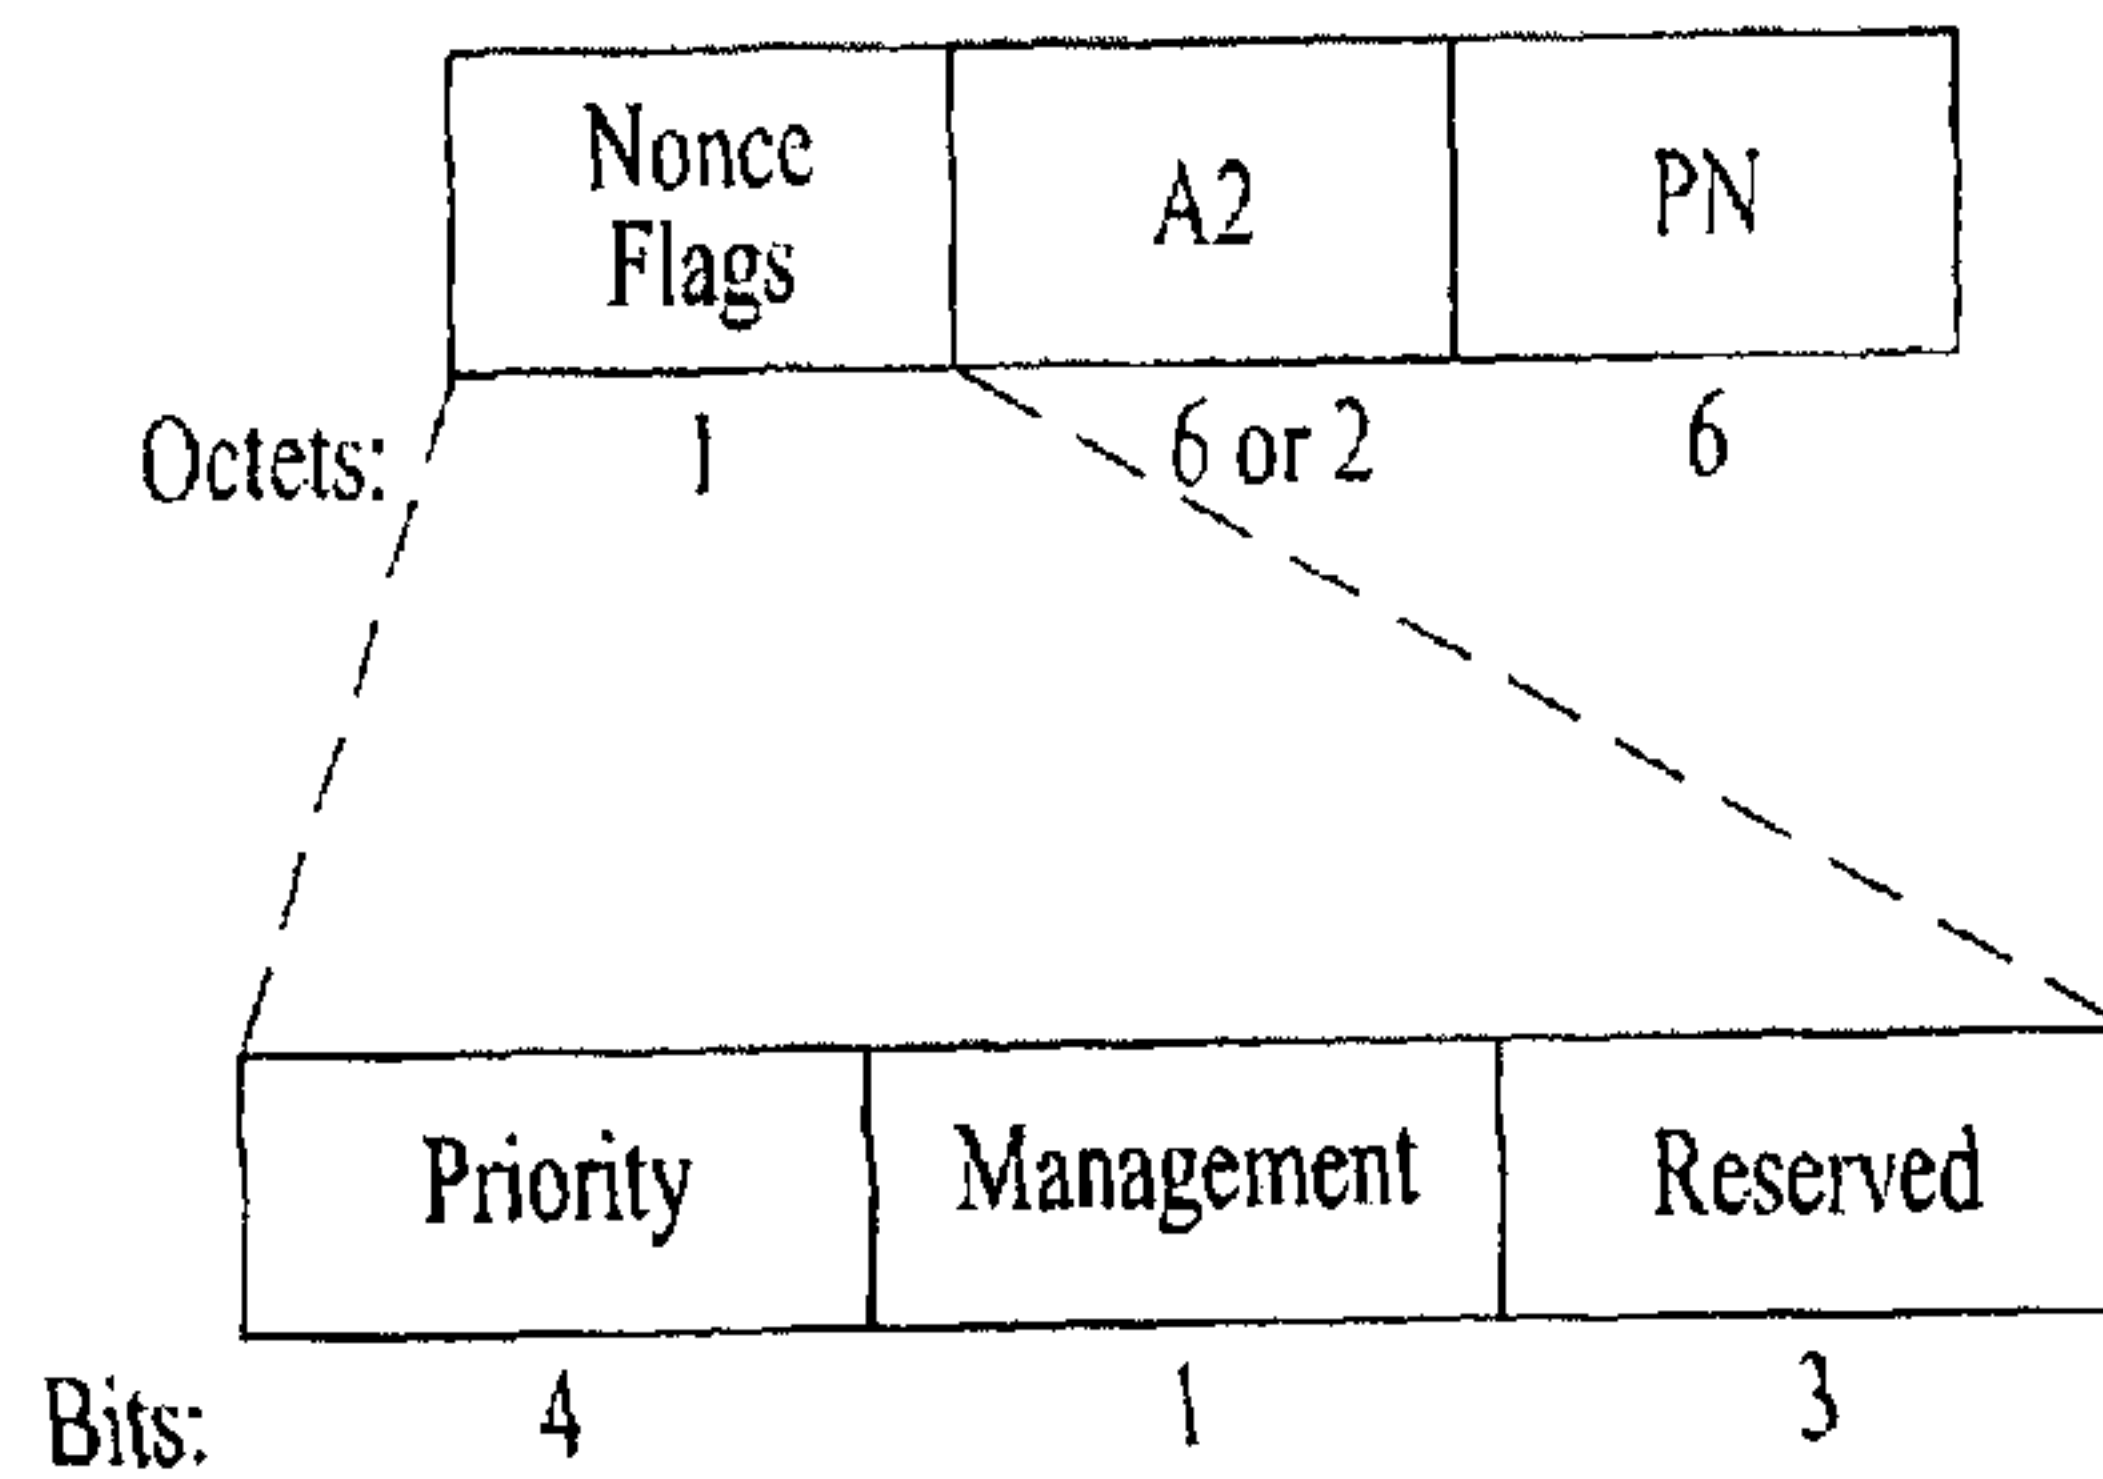 Nonce
Flags
A2
PN
Octets: 1 6 or 2 6
Priority Management Reserved
Bits: 4 1 3